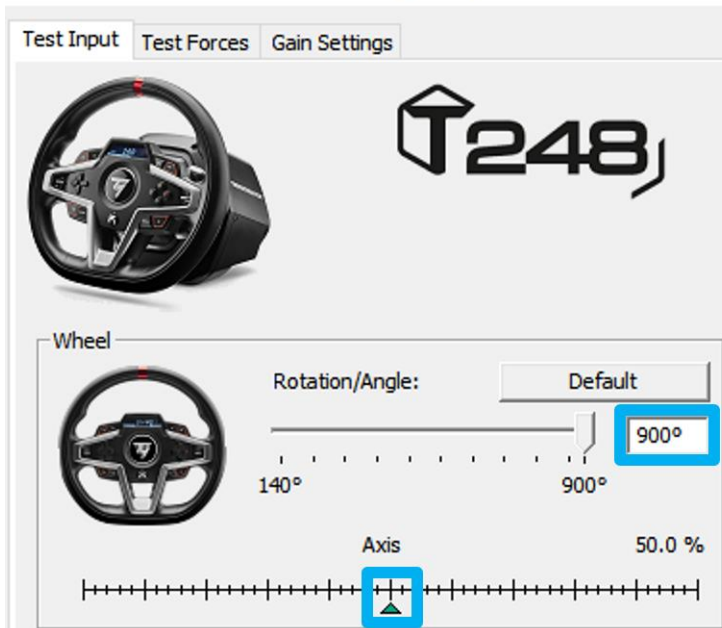 Test Input Test Forces Gain Settings
T248
Wheel
Rotation/Angle: Default
900°
140° 900°
Axis 50.0 %